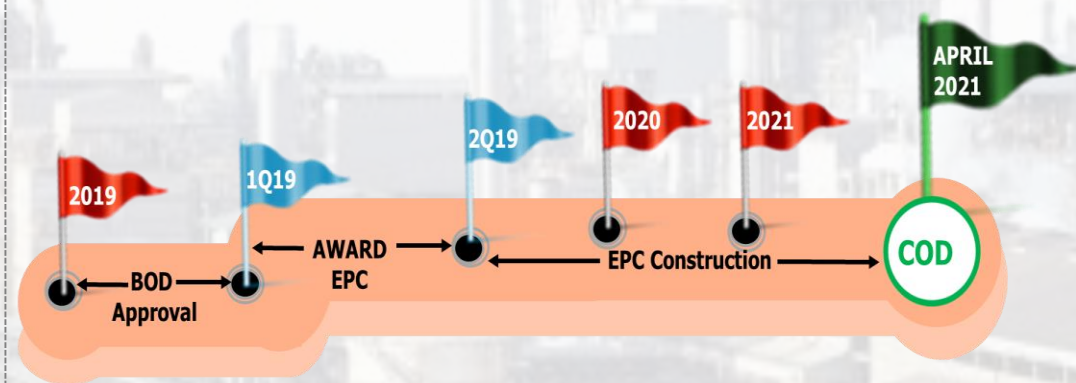 2019
BOD
Approval
1Q19
AWARD
EPC
2Q19
EPC Construction
2020
2021
APRIL
2021
COD